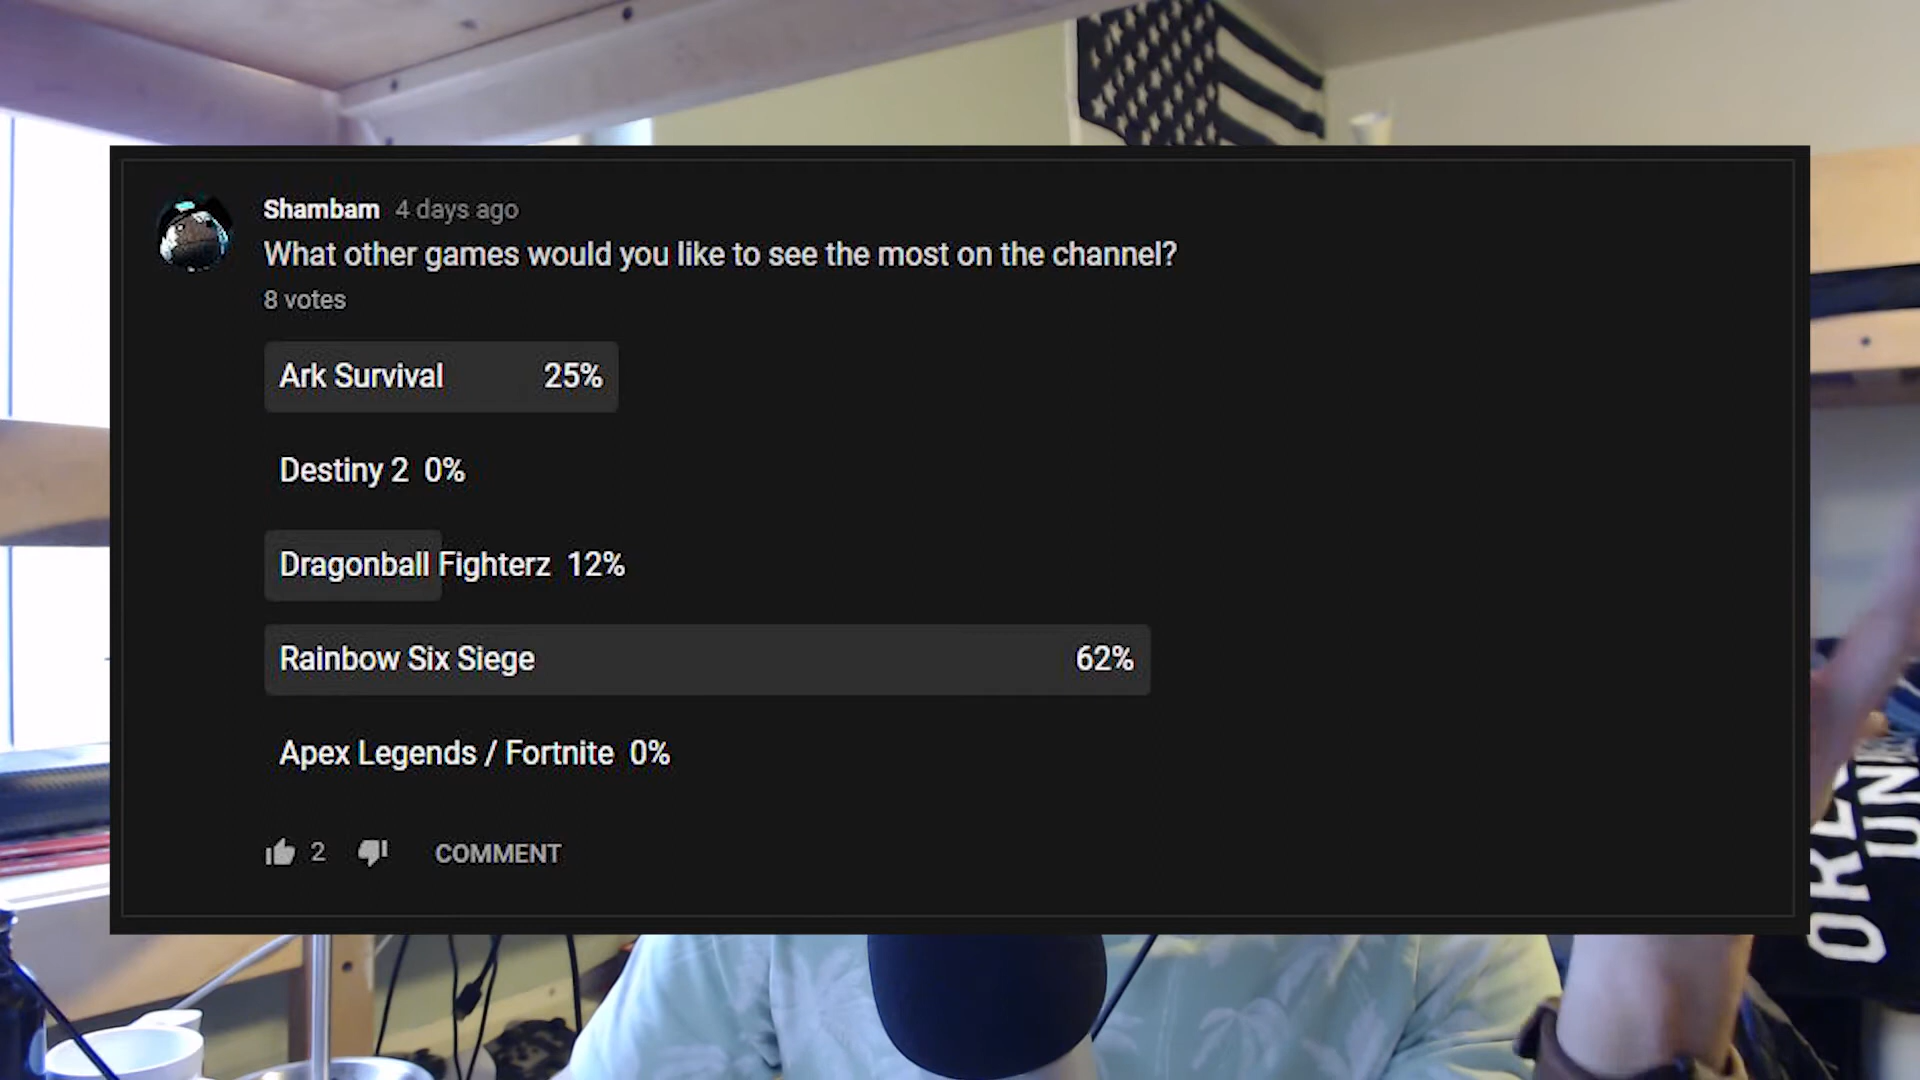 Shambam 4 days ago
What other games would you like to see the most on the channel?
8 votes
Ark Survival 25%
Destiny 2 0%
Dragonball Fighterz 12%
Rainbow Six Siege 62%
Apex Legends / Fortnite 0%
2 COMMENT